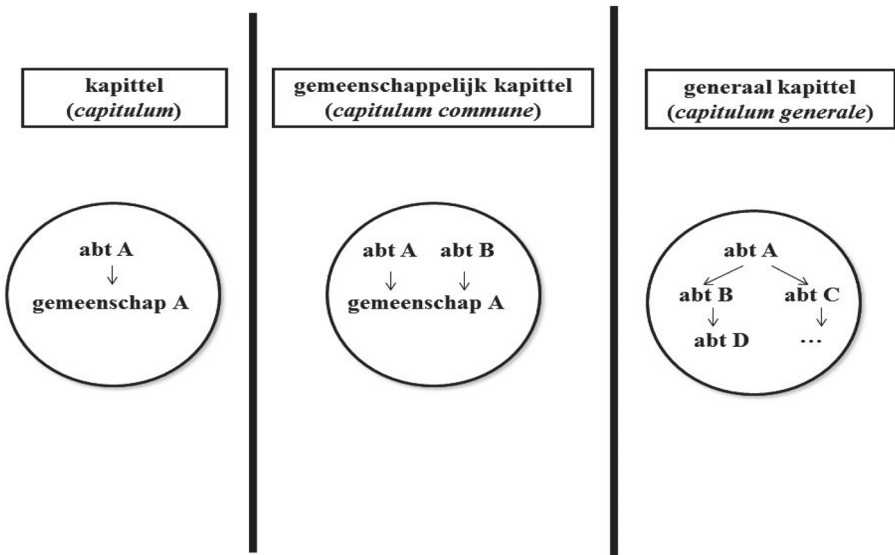 kapittel
(capitulum)
abt A
gemeenschap A
gemeenschappelijk kapittel
(capitulum commune)
abt A abt B
gemeenschap A
generaal kapittel
(capitulum generale)
abt A
abt B abt C
abt D ...